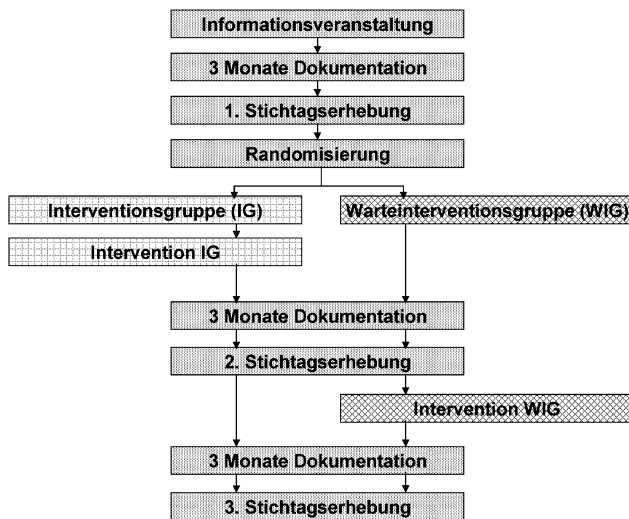 Informationsveranstaltung
3 Monate Dokumentation
1. Stichtagserhebung
Randomisierung
Interventionsgruppe (IG)
Warteinterventionsgruppe (WIG)
Intervention IG
3 Monate Dokumentation
2. Stichtagserhebung
Intervention WIG
3 Monate Dokumentation
3. Stichtagserhebung